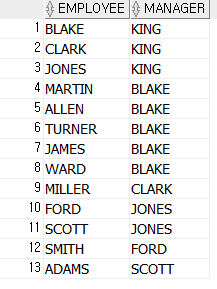 EMPLOYEE MANAGER
1 BLAKE KING
2 CLARK KING
3 JONES KING
4 MARTIN BLAKE
5 ALLEN BLAKE
6 TURNER BLAKE
7 JAMES BLAKE
8 WARD BLAKE
9 MILLER CLARK
10 FORD JONES
11 SCOTT JONES
12 SMITH FORD
13 ADAMS SCOTT